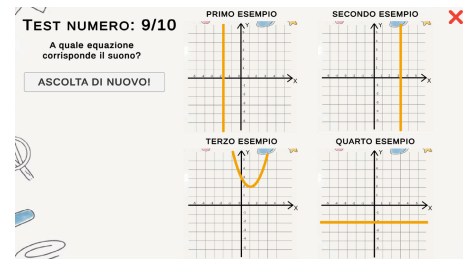 TEST NUMERO: 9/10
A quale equazione
corrisponde il suono?
ASCOLTA DI NUOVO!
PRIMO ESEMPIO
Y
X
SECONDO ESEMPIO
Y
X
TERZO ESEMPIO
Y
X
QUARTO ESEMPIO
Y
X